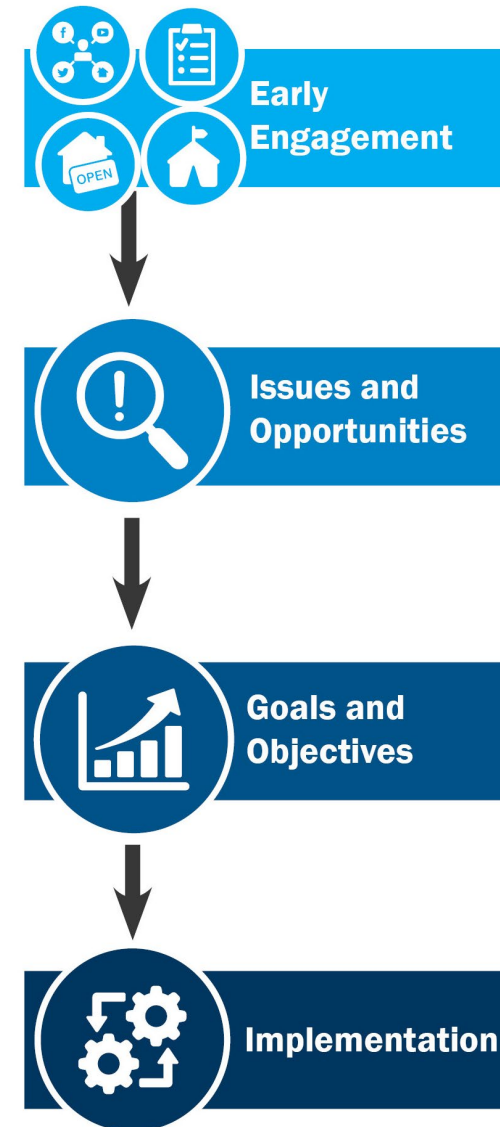 Early
Engagement
OPEN
Issues and
Opportunities
Goals and
Objectives
Implementation